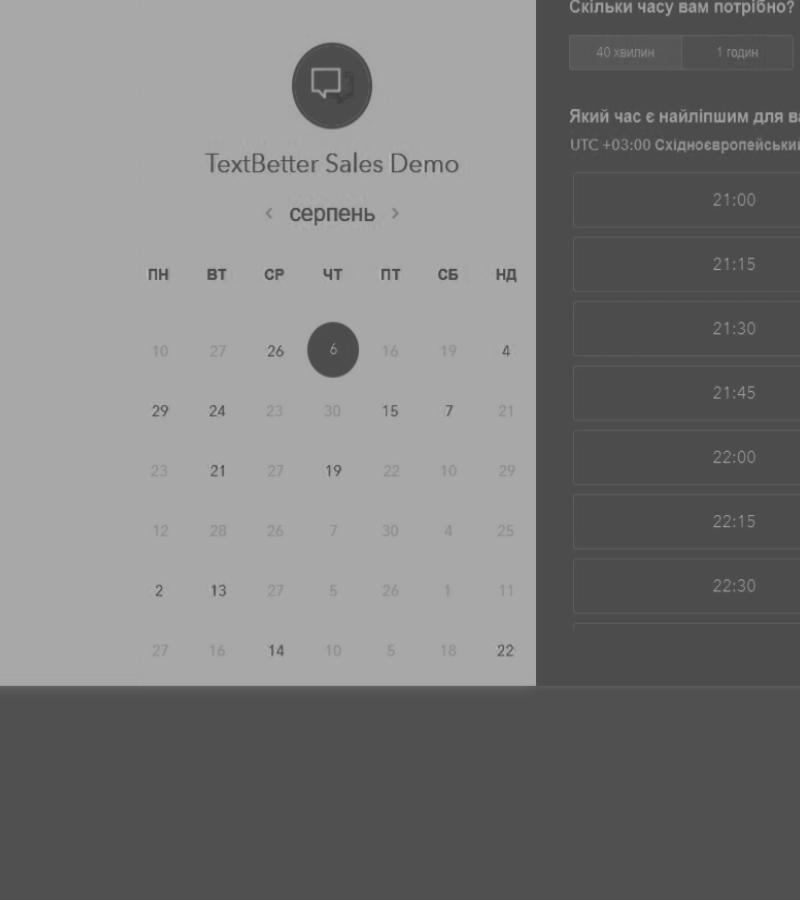 TextBetter Sales Demo
‹ серпень ›
ПН ВТ СР ЧТ ПТ СБ НД
10 27 26 6 16 19 4
29 24 23 30 15 7 21
23 21 27 19 22 10 29
12 28 26 7 30 4 25
2 13 27 5 26 1 11
27 16 14 10 5 18 22
Скільки часу вам потрібно?
40 хвилин 1 годин
Який час є найліпшим для
UTC +03:00
21:00
21:15
21:30
21:45
22:00
22:15
22:30